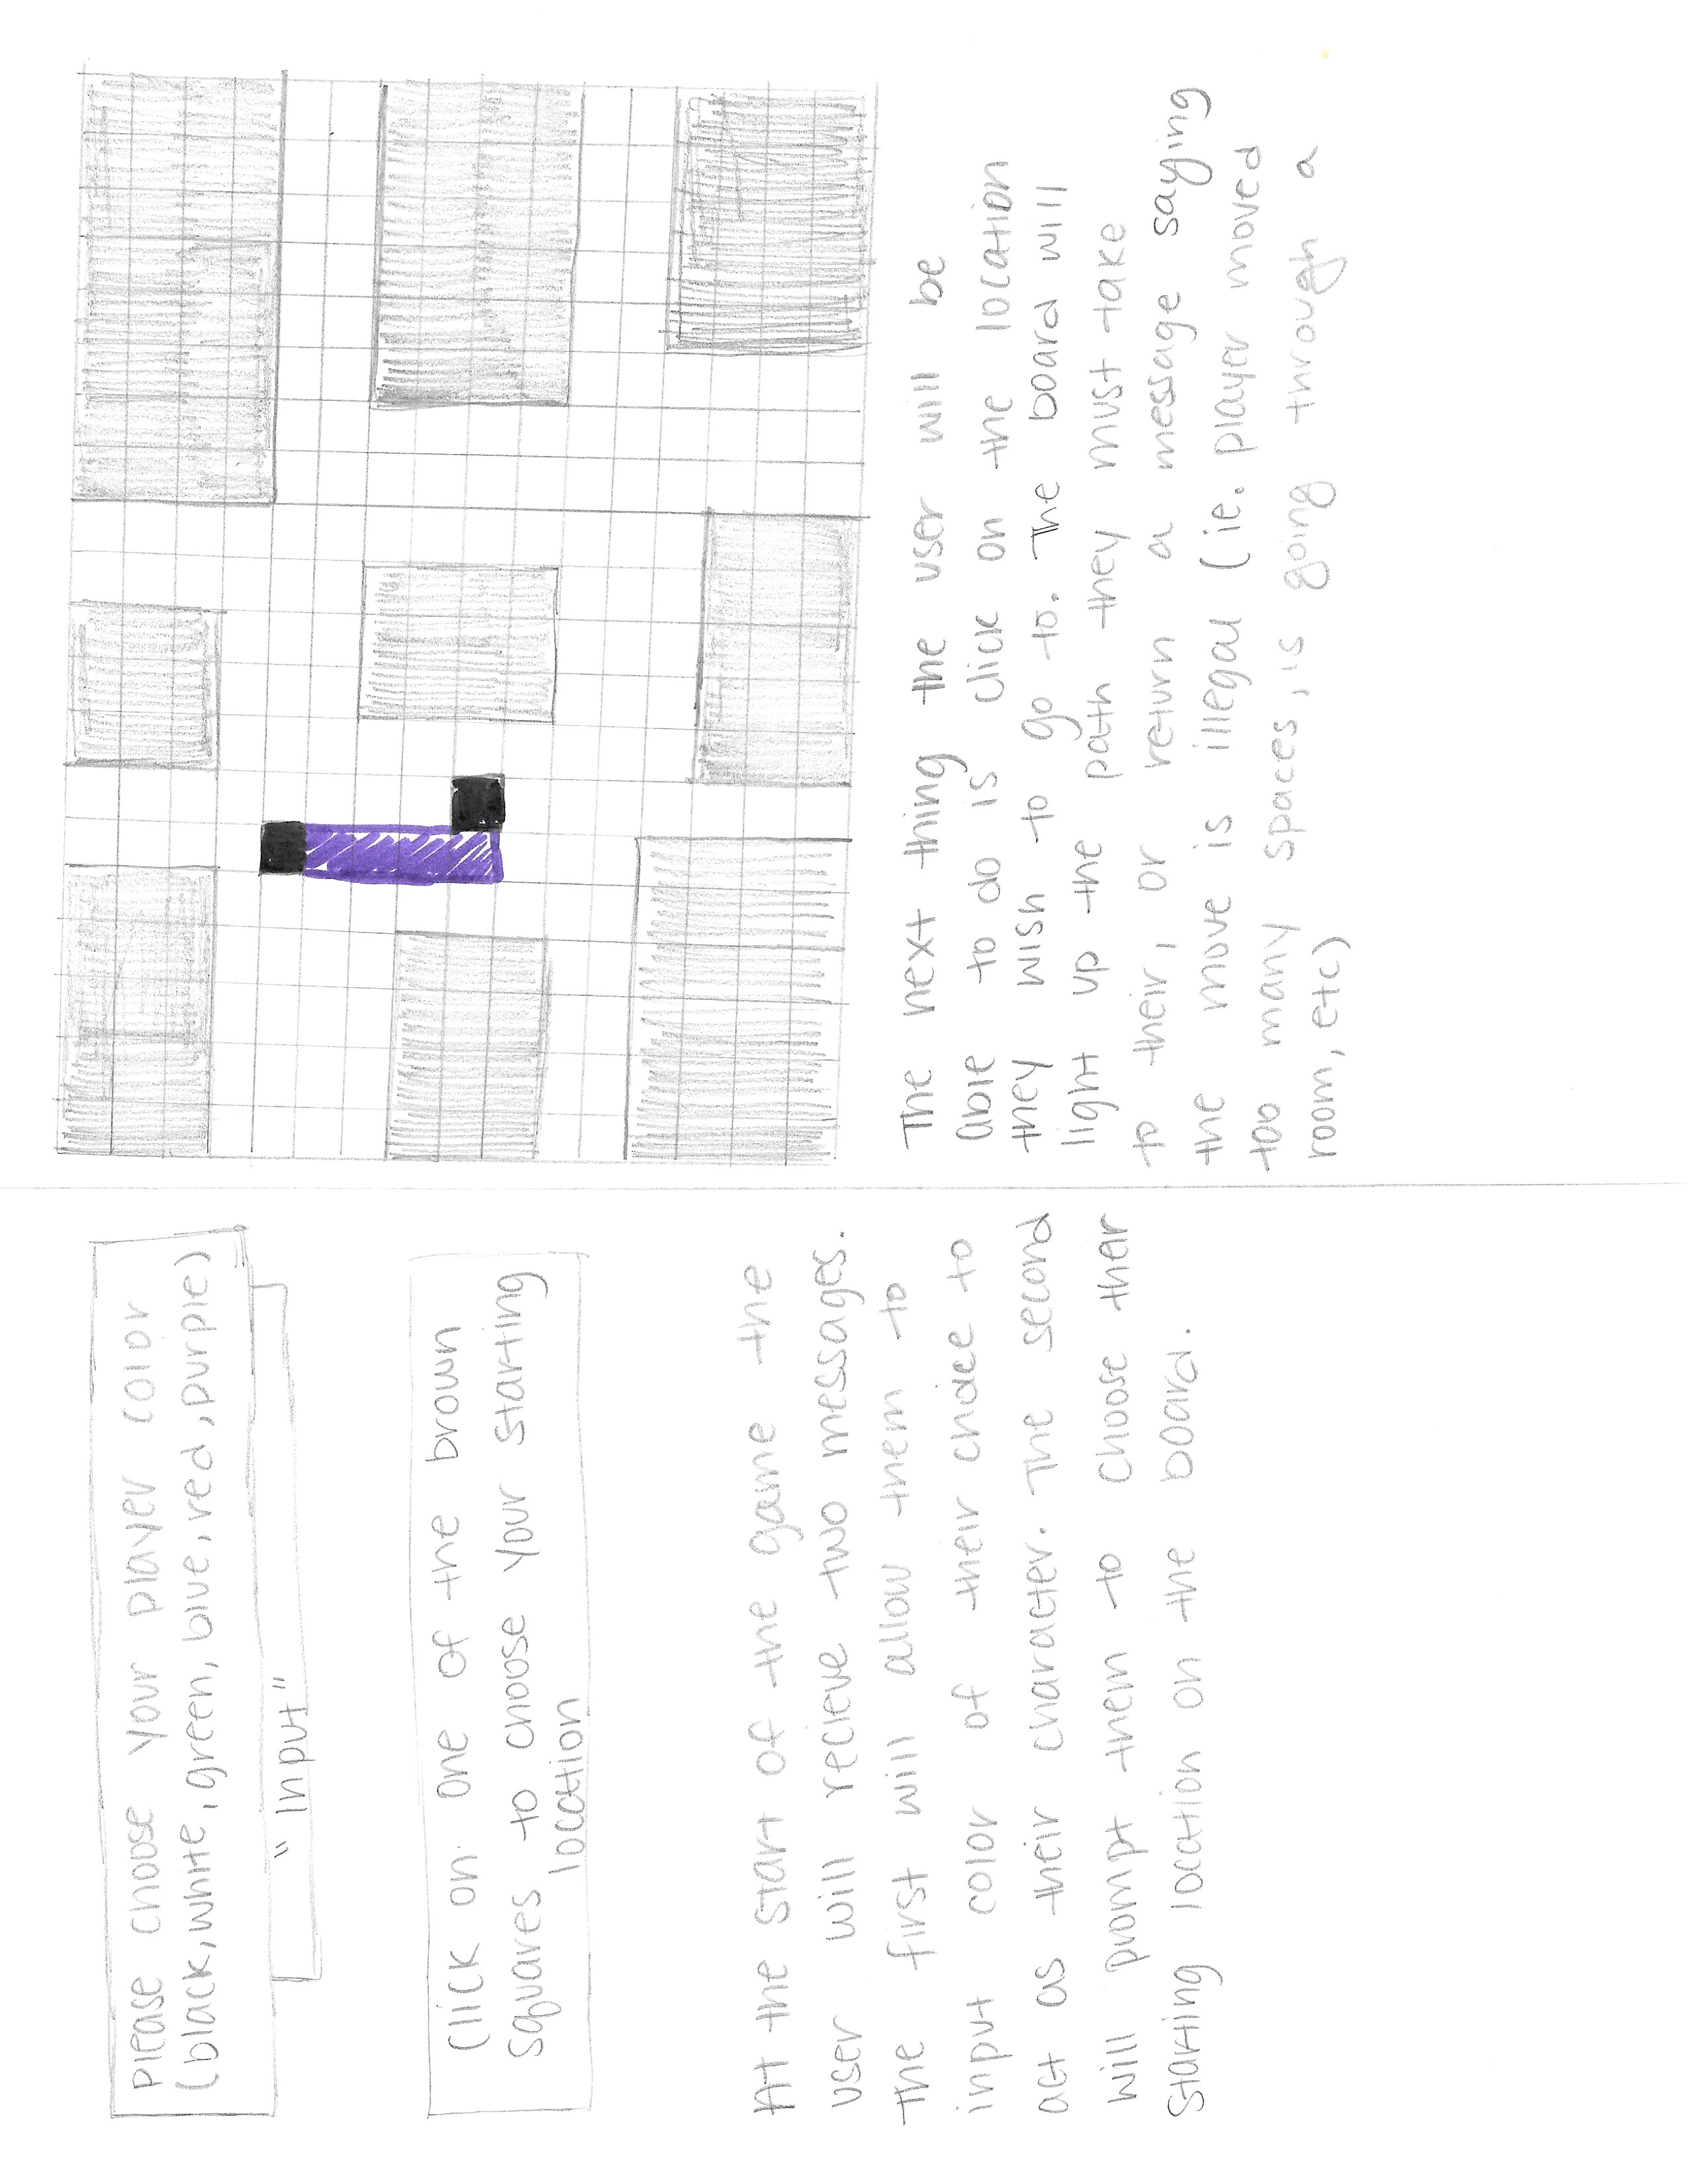 Please choose your player color
(black, white, green, blue, red, purple)
"Input"
Click on one of the brown
squares to choose your starting
location
At the start of the game the
user will recieve two messages.
The first will allow them to
input color of their choice to
act as their character. The second
will prompt them to choose their
starting location on the board.
The next thing the user will be
able to do is click on the location
they wish to go to. The board will
light up the path they must take
to their, or return a message saying
the move is illegal (ie. player moved
too many spaces, is going through a
room, etc)